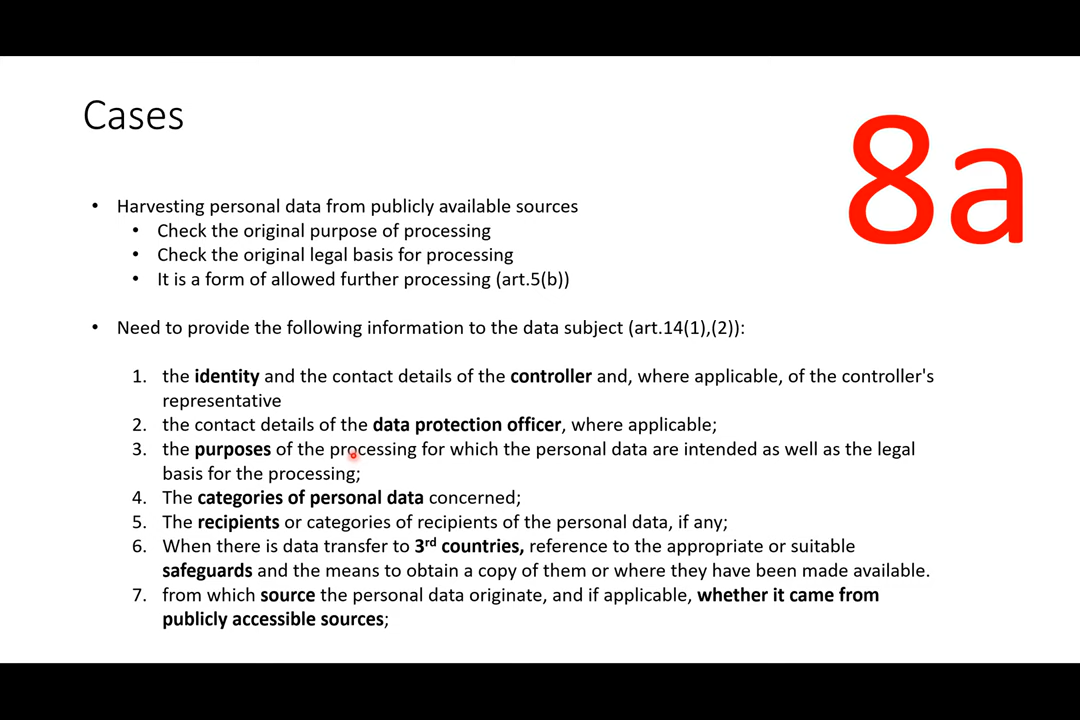 Cases
8a
• Harvesting personal data from publicly available sources
• Check the original purpose of processing
• Check the original legal basis for processing
• It is a form of allowed further processing (art.5(b))
• Need to provide the following information to the data subject (art.14(1),(2)):
1. the identity and the contact details of the controller and, where applicable, of the controller's
representative
2. the contact details of the data protection officer, where applicable;
3. the purposes of the processing for which the personal data are intended as well as the legal
basis for the processing;
4. The categories of personal data concerned;
5. The recipients or categories of recipients of the personal data, if any;
6. When there is data transfer to 3rd countries, reference to the appropriate or suitable
safeguards and the means to obtain a copy of them or where they have been made available.
7. from which source the personal data originate, and if applicable, whether it came from
publicly accessible sources;